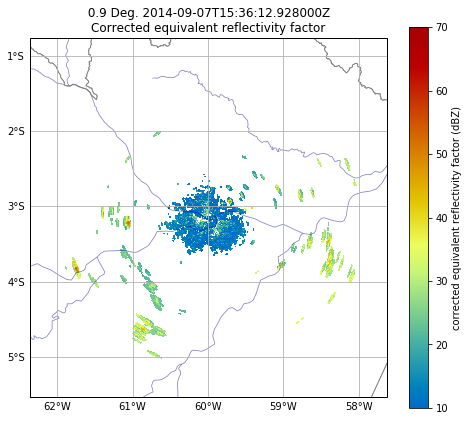 0.9 Deg. 2014-09-07T15:36:12.928000Z
Corrected equivalent reflectivity factor
1°S
2°S
3°S
4°S
5°S
62°W 61°W 60°W 59°W 58°W
70
60
50
40
30
20
10
corrected equivalent reflectivity factor (dBZ)